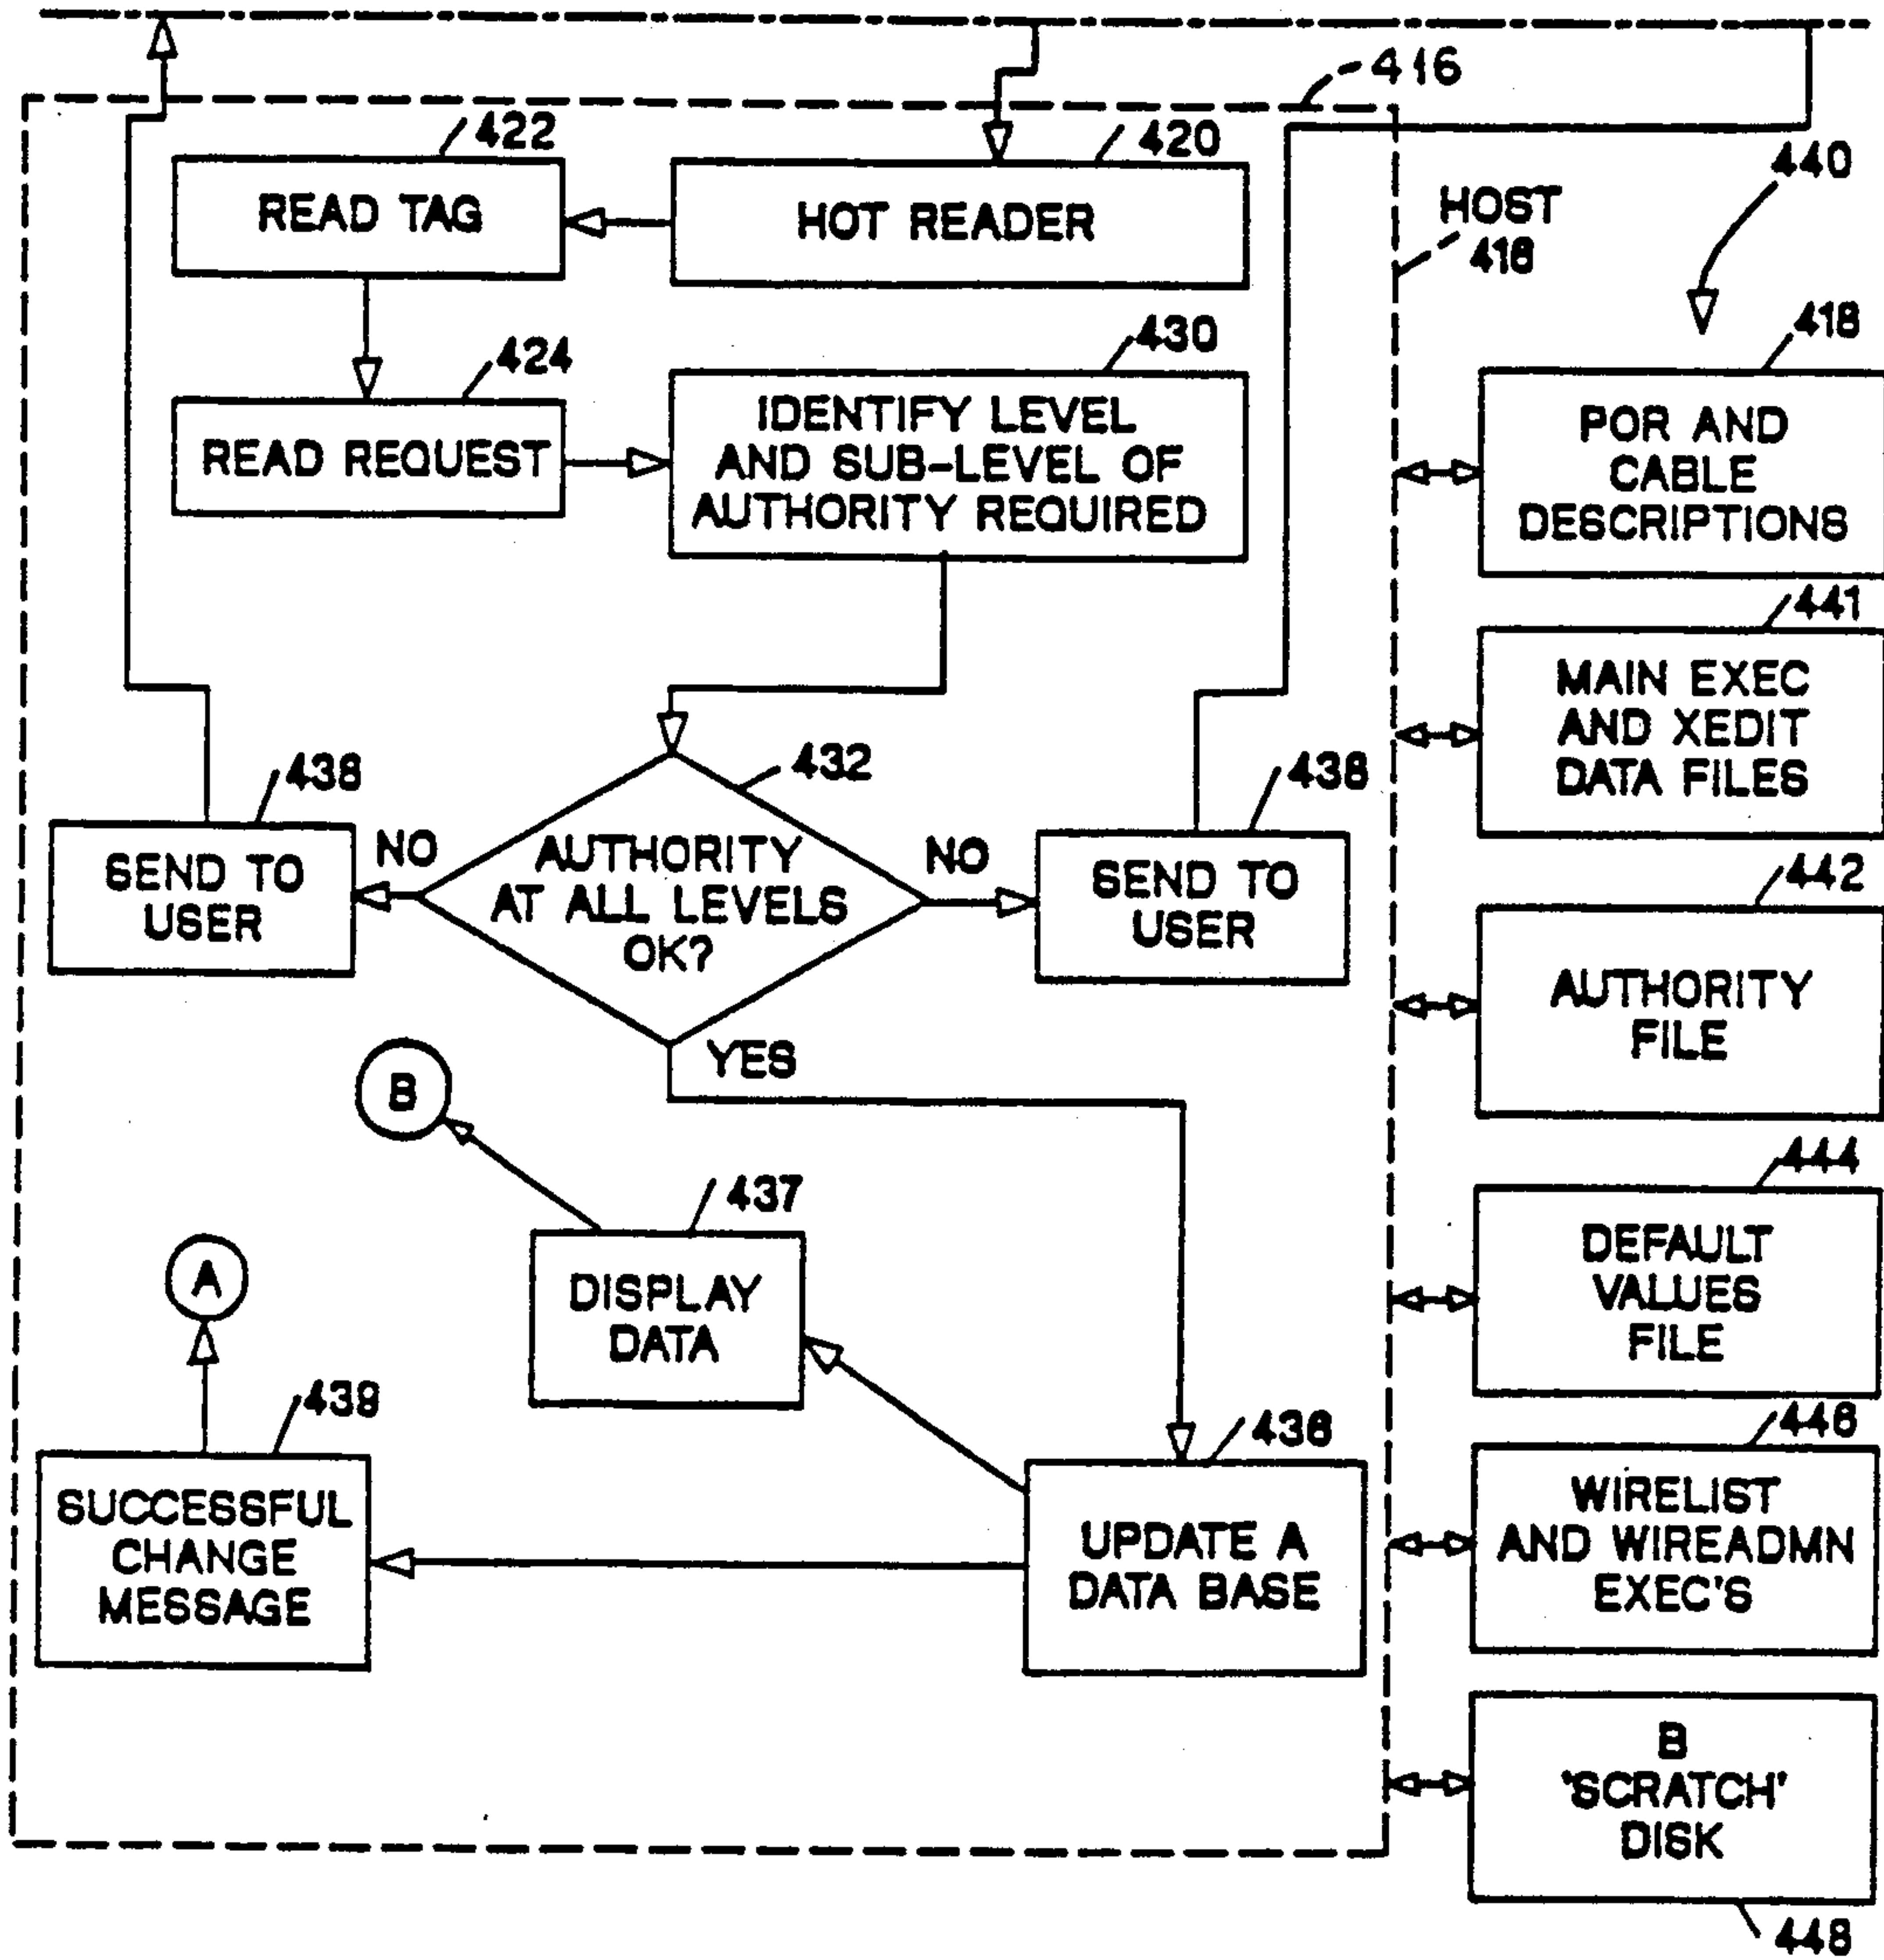 416
422
READ TAG
420
HOT READER
HOST
416
440
424
READ REQUEST
430
IDENTIFY LEVEL
AND SUB-LEVEL OF
AUTHORITY REQUIRED
418
POR AND
CABLE
DESCRIPTIONS
441
MAIN EXEC
AND XEDIT
DATA FILES
438
SEND TO
USER
NO
432
AUTHORITY
AT ALL LEVELS
OK?
NO
438
SEND TO
USER
YES
442
AUTHORITY
FILE
B
437
DISPLAY
DATA
444
DEFAULT
VALUES
FILE
A
439
SUCCESSFUL
CHANGE
MESSAGE
436
UPDATE A
DATA BASE
446
WIRELIST
AND WIREADMN
EXEC'S
B
'SCRATCH'
DISK
448